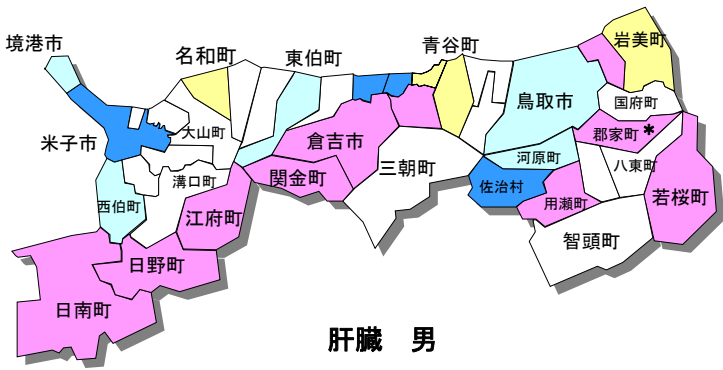 境港市
名和町
東伯町
青谷町
岩美町
鳥取市
国府町
米子市
大山町
倉吉市
郡家町 *
三朝町
河原町
八東町
溝口町
関金町
佐治村
若桜町
西伯町
江府町
用瀬町
智頭町
日野町
日南町
肝臓 男